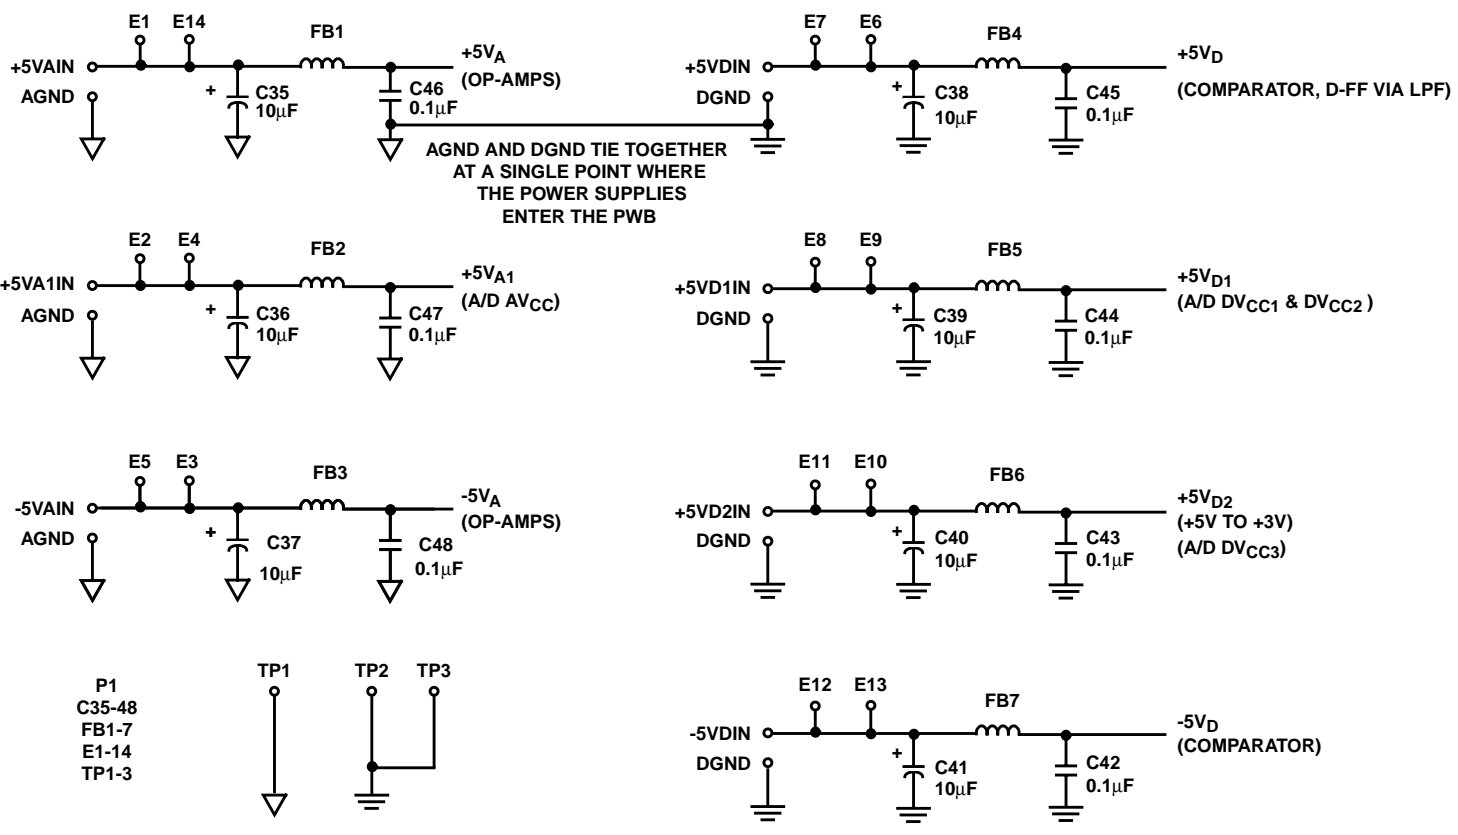 E1 E14 FB1
+5VAIN
AGND
+ C35
10µF
C46
0.1µF
+5VA
(OP-AMPS)
AGND AND DGND TIE TOGETHER
AT A SINGLE POINT WHERE
THE POWER SUPPLIES
ENTER THE PWB
E7 E6 FB4
+5VDIN
DGND
+ C38
10µF
C45
0.1µF
+5VD
(COMPARATOR, D-FF VIA LPF)
E2 E4 FB2
+5VA1IN
AGND
+ C36
10µF
C47
0.1µF
+5VA1
(A/D AVCC)
E8 E9 FB5
+5VD1IN
DGND
+ C39
10µF
C44
0.1µF
+5VD1
(A/D DVCC1 & DVCC2 )
E5 E3 FB3
-5VAIN
AGND
+ C37
10µF
C48
0.1µF
-5VA
(OP-AMPS)
E11 E10 FB6
+5VD2IN
DGND
+ C40
10µF
C43
0.1µF
+5VD2
(+5V TO +3V)
(A/D DVCC3)
P1
C35-48
FB1-7
E1-14
TP1-3
TP1 TP2 TP3
E12 E13 FB7
-5VDIN
DGND
+ C41
10µF
C42
0.1µF
-5VD
(COMPARATOR)